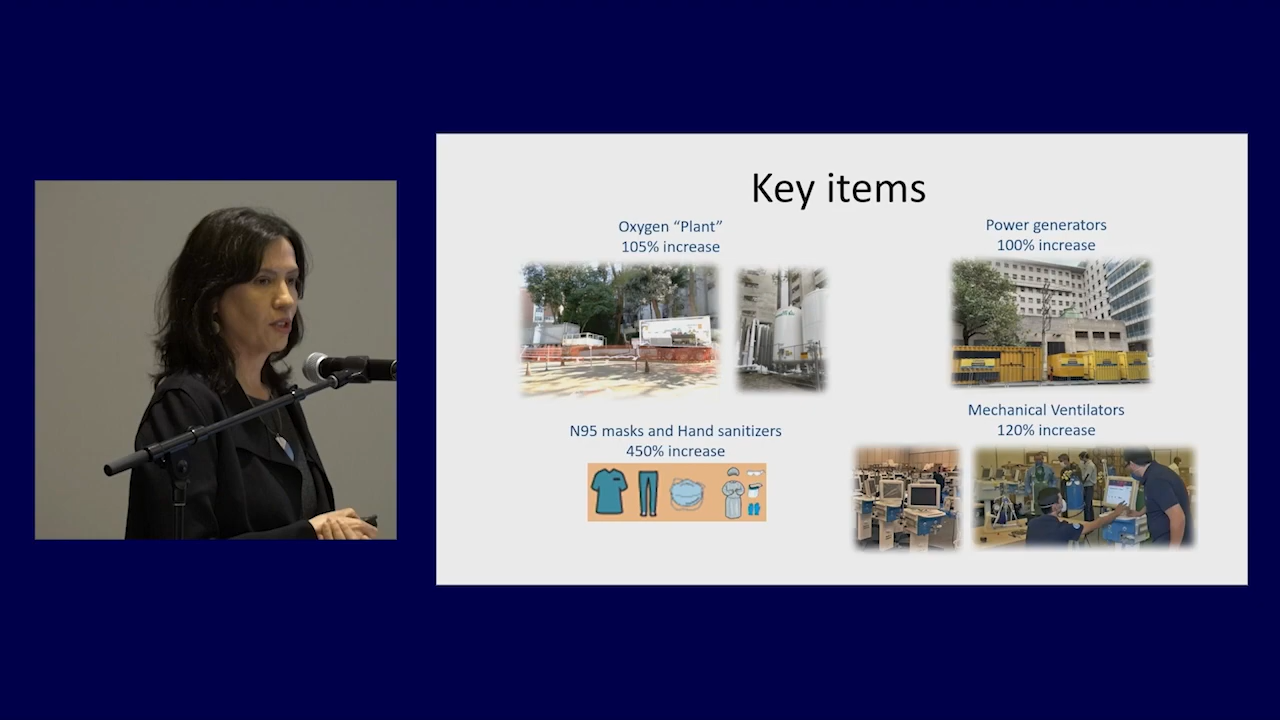 Key items
Oxygen “Plant”
105% increase
Power generators
100% increase
N95 masks and Hand sanitizers
450% increase
Mechanical Ventilators
120% increase